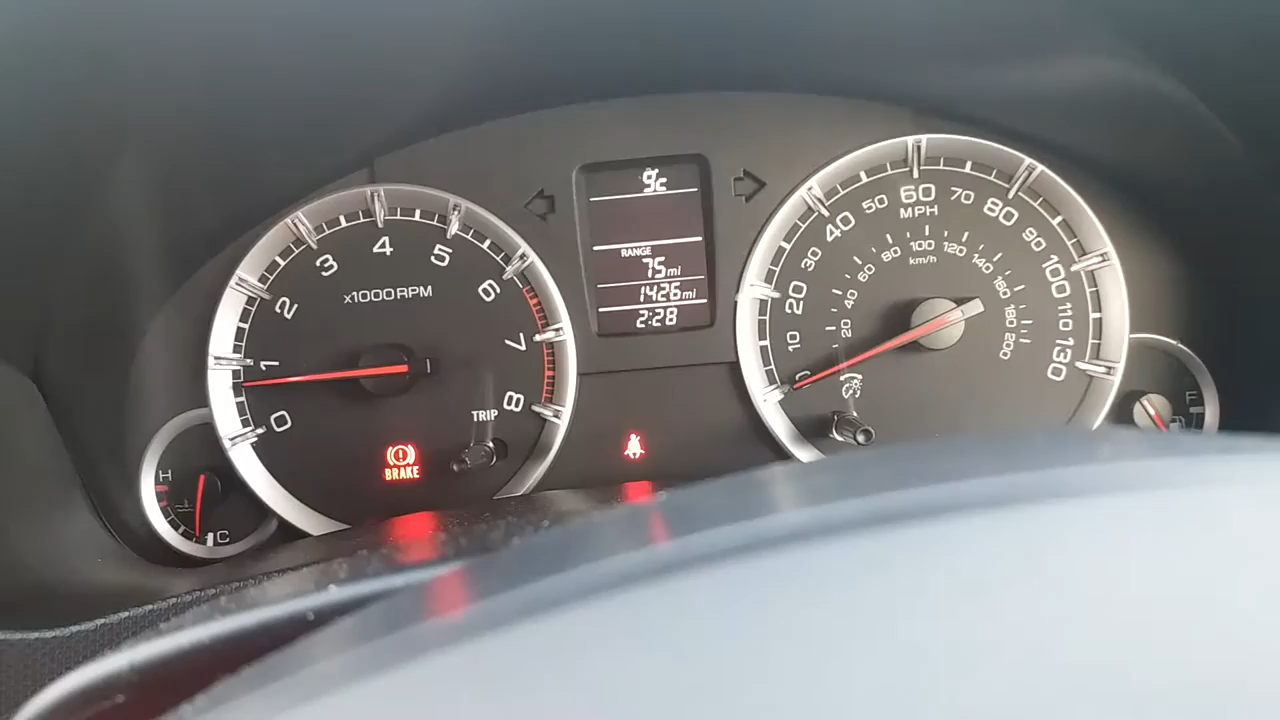 9c
RANGE
75mi
1426mi
2:28
0 1 2 3 4 5 6 7 8
x1000RPM
TRIP
BRAKE
H
C
0 10 20 30 40 50 60 70 80 90 100 110 130
MPH
20 40 60 80 100 120 140 160 180 200
km/h
F